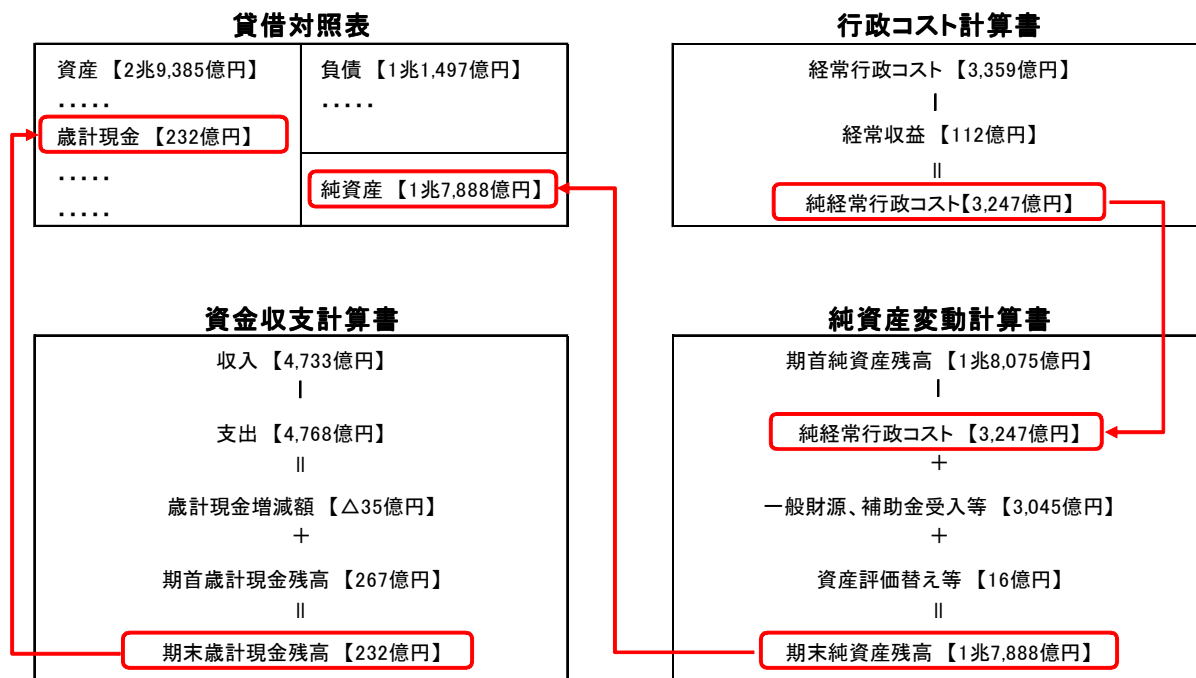 貸借対照表
資産 【2兆9,385億円】
・・・・・
歳計現金 【232億円】
・・・・・
・・・・・
負債 【1兆1,497億円】
・・・・・
純資産 【1兆7,888億円】
行政コスト計算書
経常行政コスト 【3,359億円】
－
経常収益 【112億円】
＝
純経常行政コスト【3,247億円】
資金収支計算書
収入 【4,733億円】
－
支出 【4,768億円】
＝
歳計現金増減額 【△35億円】
＋
期首歳計現金残高 【267億円】
＝
期末歳計現金残高 【232億円】
純資産変動計算書
期首純資産残高 【1兆8,075億円】
－
純経常行政コスト 【3,247億円】
＋
一般財源、補助金受入等 【3,045億円】
＋
資産評価替え等 【16億円】
＝
期末純資産残高 【1兆7,888億円】